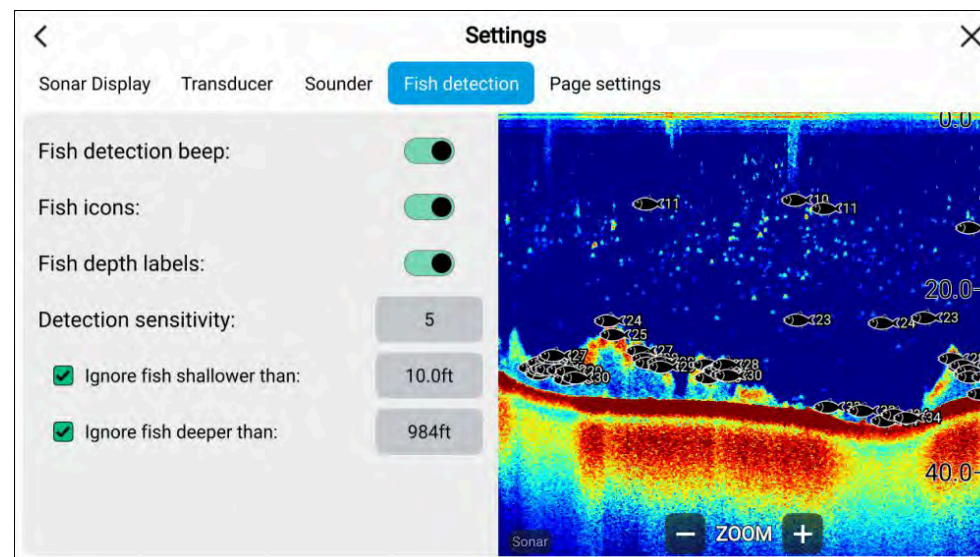 Settings
Sonar Display Transducer Sounder Fish detection Page settings
Fish detection beep:
Fish icons:
Fish depth labels:
Detection sensitivity: 5
Ignore fish shallower than: 10.0ft
Ignore fish deeper than: 984ft
0.0
11 10 11
20.0
24 23 24 23
25
27 27 28
29 30 30
34
40.0
Sonar
ZOOM